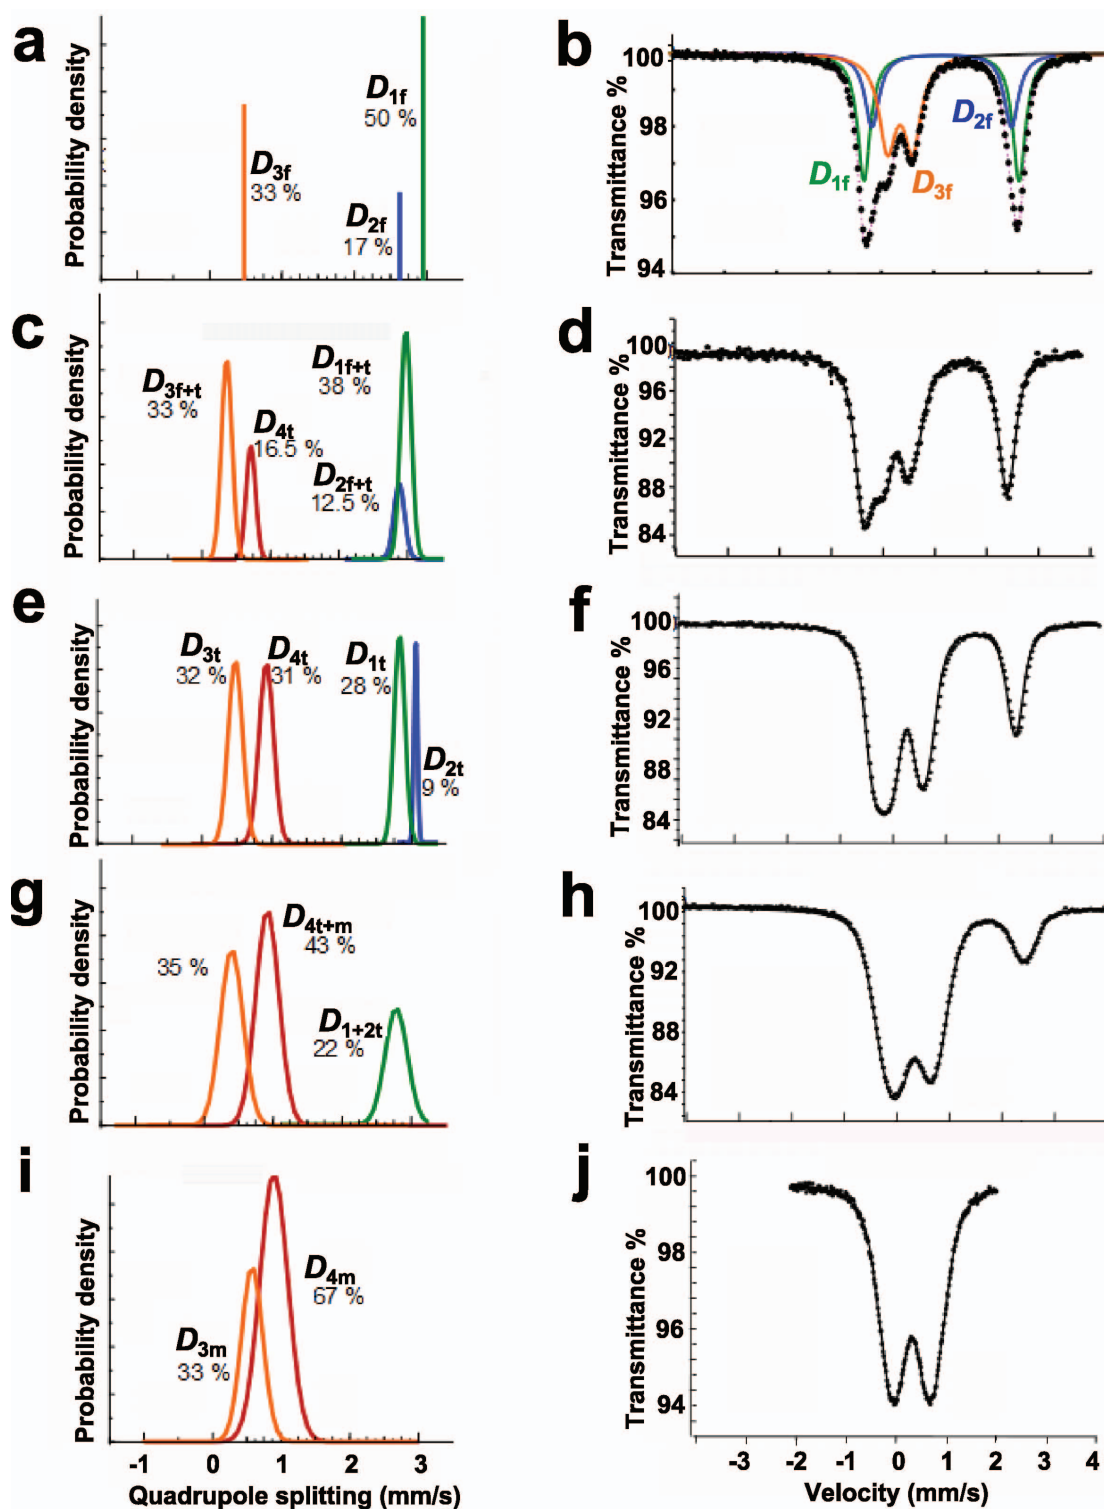 a
Probability density
D3f
33 %
D2f
17 %
D1f
50 %
b
Transmittance %
100
98
96
94
D1f
D3f
D2f
c
Probability density
D3f+t
33 %
D4t
16.5 %
D1f+t
38 %
D2f+t
12.5 %
d
Transmittance %
100
96
92
88
84
e
Probability density
D3t
32 %
D4t
31 %
D1t
28 %
D2t
9 %
f
Transmittance %
100
96
92
88
84
g
Probability density
35 %
D4t+m
43 %
D1+2t
22 %
h
Transmittance %
100
92
88
84
i
Probability density
D3m
33 %
D4m
67 %
-1 0 1 2 3
Quadrupole splitting (mm/s)
j
Transmittance %
100
98
96
94
-3 -2 -1 0 1 2 3 4
Velocity (mm/s)